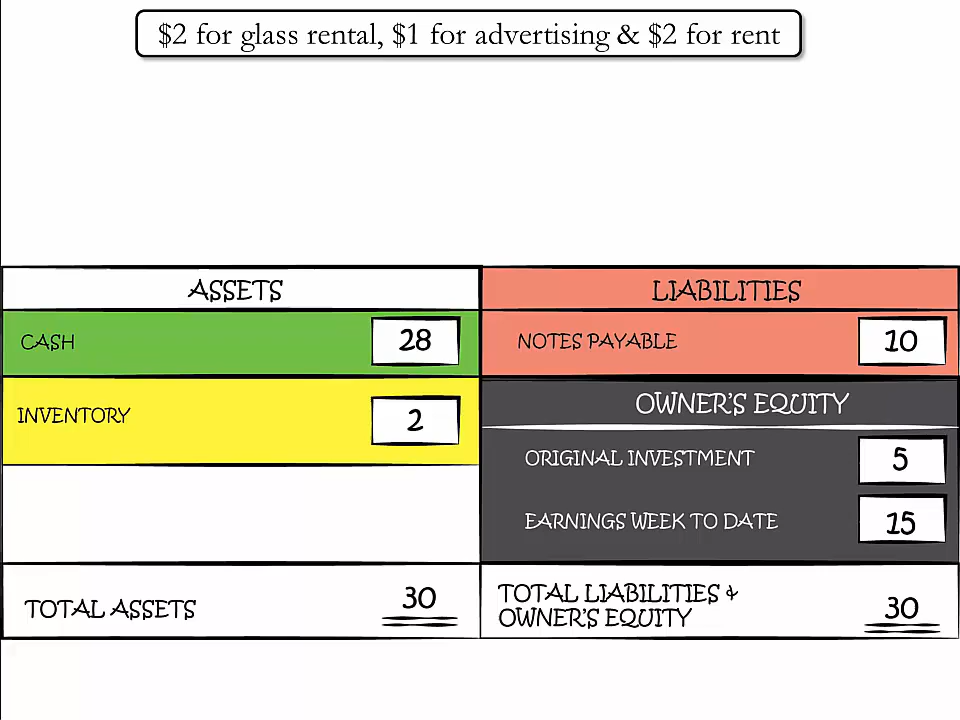 $2 for glass rental, $1 for advertising & $2 for rent
ASSETS
CASH 28
INVENTORY 2
TOTAL ASSETS 30
LIABILITIES
NOTES PAYABLE 10
OWNER'S EQUITY
ORIGINAL INVESTMENT 5
EARNINGS WEEK TO DATE 15
TOTAL LIABILITIES &
OWNER'S EQUITY 30